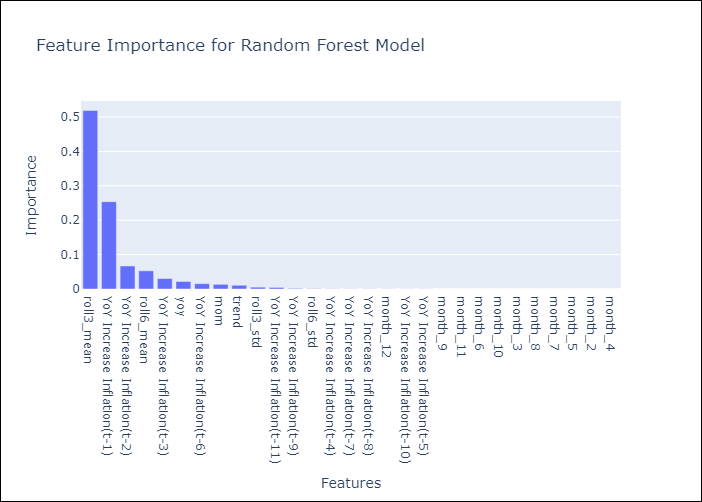 Feature Importance for Random Forest Model
Importance
0.5
0.4
0.3
0.2
0.1
0
roll3_mean
YoY Increase Inflation(t-1)
YoY Increase Inflation(t-2)
roll6_mean
YoY Increase Inflation(t-3)
yoy
YoY Increase Inflation(t-6)
mom
trend
roll3_std
YoY Increase Inflation(t-11)
YoY Increase Inflation(t-9)
roll6_std
YoY Increase Inflation(t-4)
YoY Increase Inflation(t-7)
YoY Increase Inflation(t-8)
month_12
YoY Increase Inflation(t-10)
YoY Increase Inflation(t-5)
month_9
month_11
month_6
month_10
month_3
month_8
month_7
month_5
month_2
month_4
Features